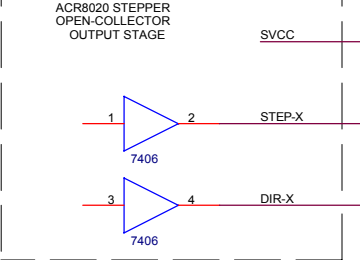 ACR8020 STEPPER
OPEN-COLLECTOR
OUTPUT STAGE
SVCC
1 2 STEP-X
7406
3 4 DIR-X
7406